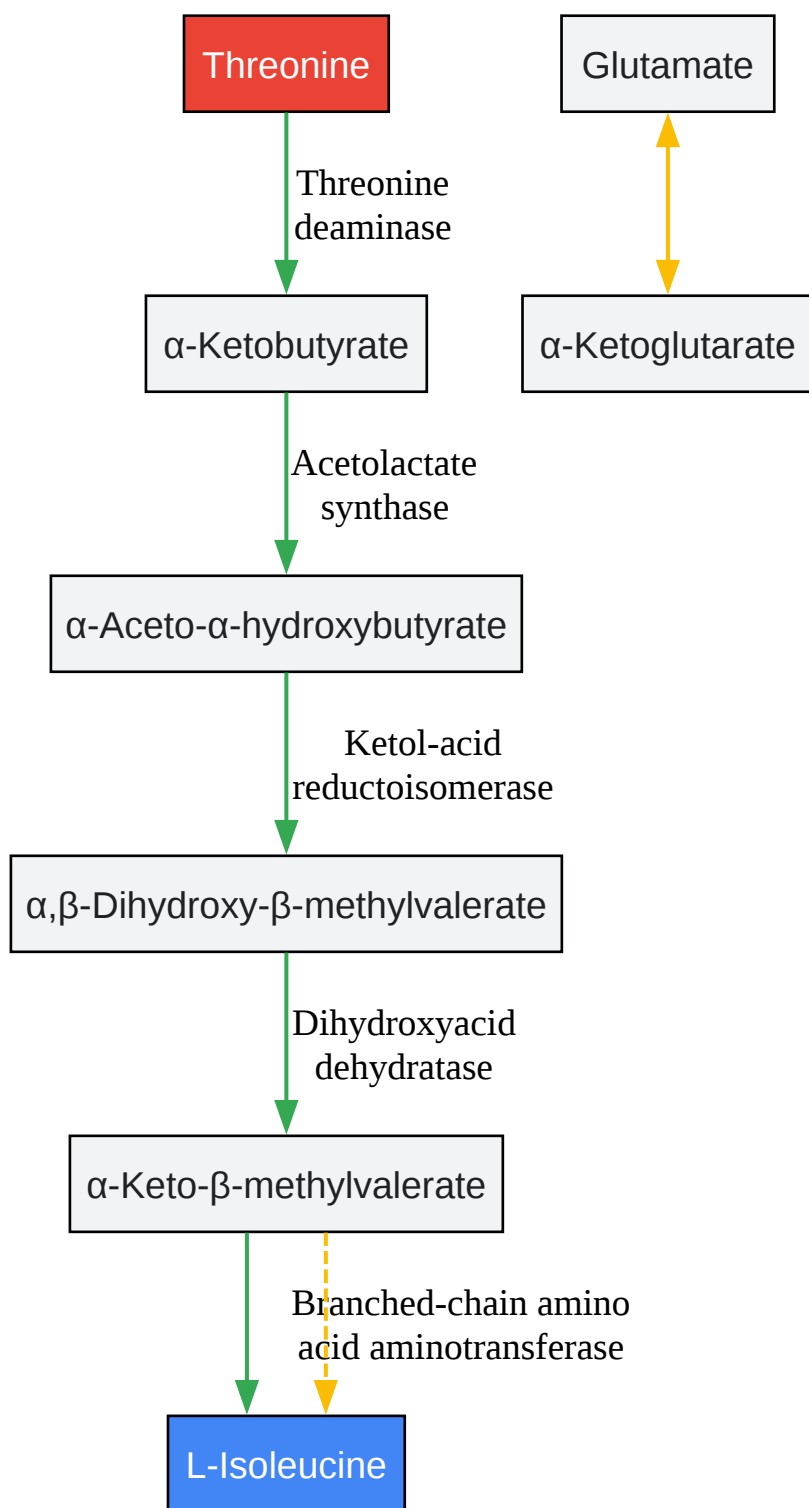 Threonine
Glutamate
Threonine
deaminase
α-Ketobutyrate
α-Ketoglutarate
Acetolactate
synthase
α-Aceto-α-hydroxybutyrate
Ketol-acid
reductoisomerase
α,β-Dihydroxy-β-methylvalerate
Dihydroxyacid
dehydratase
α-Keto-β-methylvalerate
Branched-chain amino
acid aminotransferase
L-Isoleucine